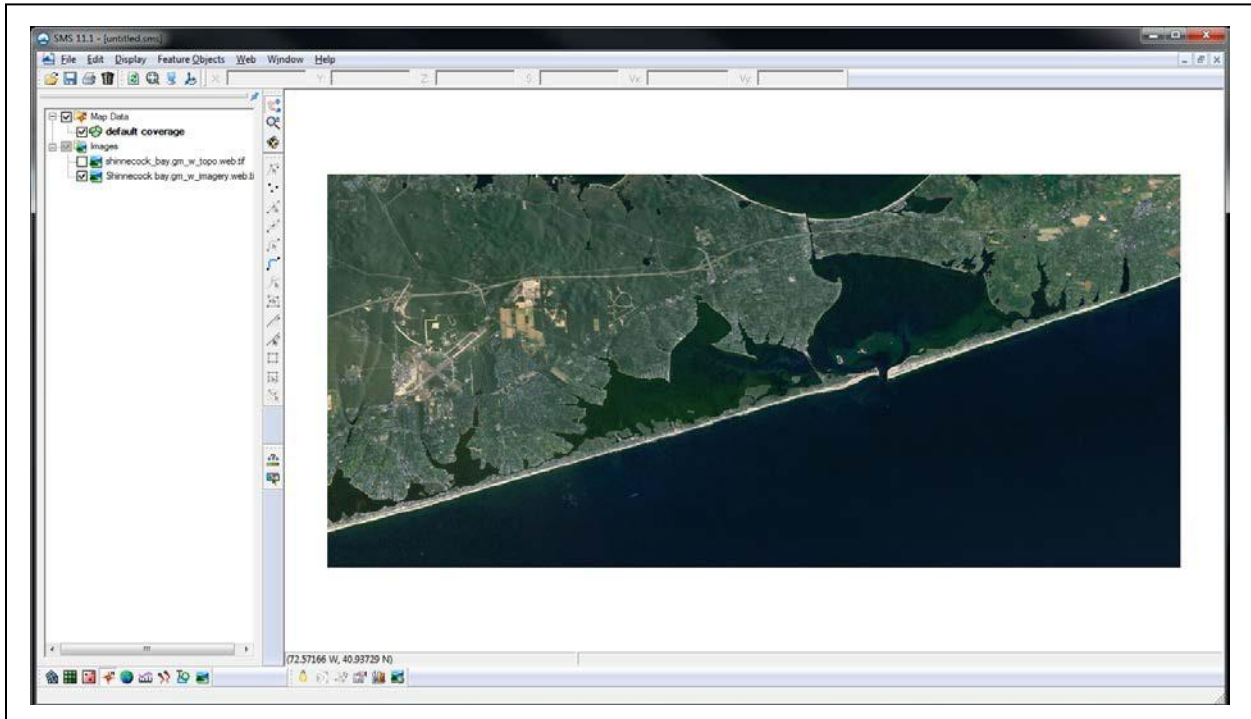 SMS 11.1 - [untitled.sms]
File Edit Display Feature Objects Web Window Help
X: Y: Z: S: Vx: Vy:
Map Data
default coverage
Images
shinnecock_bay.gm_w_topo.web.tif
Shinnecock bay.gm_w_imagery.web.ti
(72.57166 W, 40.93729 N)